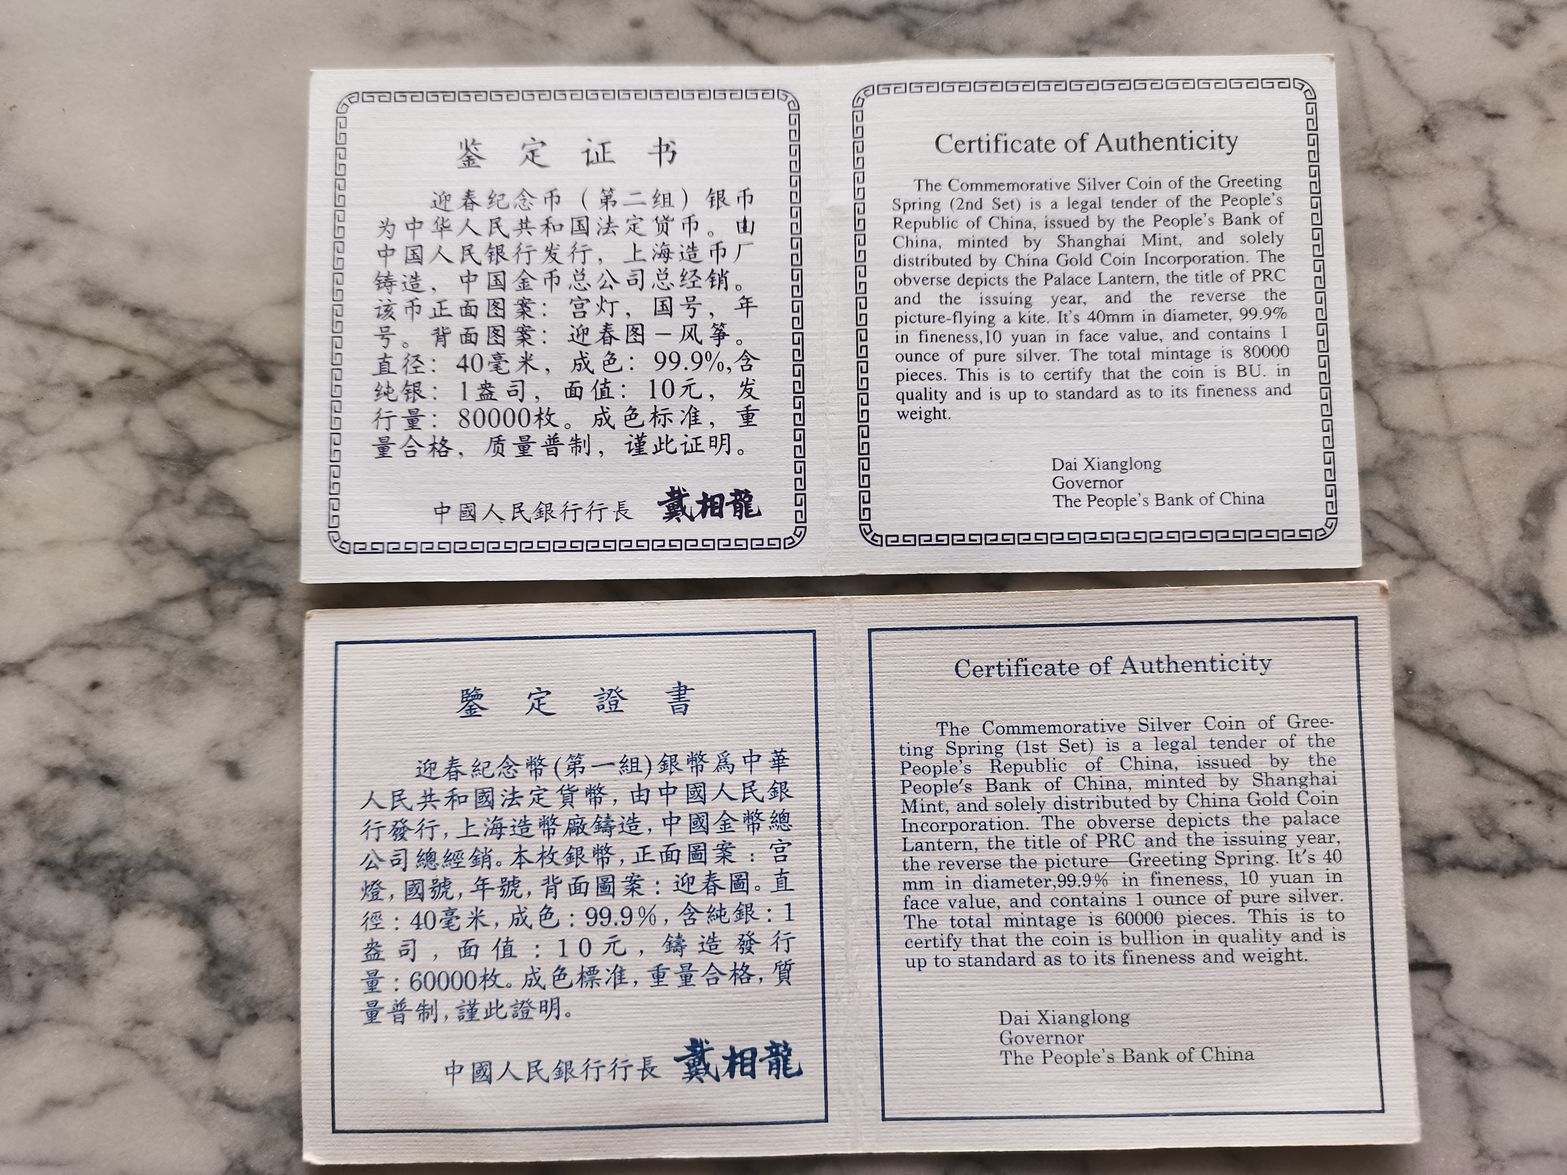 鉴定证书
迎春纪念币（第二组）银币
为中华人民共和国法定货币。由
中国人民银行发行，上海造币厂
铸造，中国金币总公司总经销。
该币正面图案：宫灯，国号，年
号。背面图案：迎春图－风筝。
直径：40毫米，成色：99.9%,含
纯银：1盎司，面值：10元，发
行量：80000枚。成色标准，重
量合格，质量普制，谨此证明。
中國人民銀行行長 戴相龍
Certificate of Authenticity
The Commemorative Silver Coin of the Greeting
Spring (2nd Set) is a legal tender of the People's
Republic of China, issued by the People's Bank of
China, minted by Shanghai Mint, and solely
distributed by China Gold Coin Incorporation. The
obverse depicts the Palace Lantern, the title of PRC
and the issuing year, and the reverse the
picture-flying a kite. It's 40mm in diameter, 99.9%
in fineness,10 yuan in face value, and contains 1
ounce of pure silver. The total mintage is 80000
pieces. This is to certify that the coin is BU. in
quality and is up to standard as to its fineness and
weight.
Dai Xianglong
Governor
The People's Bank of China
鑒定證書
迎春紀念幣(第一組)銀幣爲中華
人民共和國法定貨幣,由中國人民銀
行發行,上海造幣廠鑄造,中國金幣總
公司總經銷。本枚銀幣,正面圖案：宮
燈,國號,年號,背面圖案：迎春圖。直
徑：40毫米,成色：99.9%,含純銀：1
盎司,面值：10元,鑄造發行
量：60000枚。成色標准,重量合格,質
量普制,謹此證明。
中國人民銀行行長 戴相龍
Certificate of Authenticity
The Commemorative Silver Coin of Gree-
ting Spring (1st Set) is a legal tender of the
People's Republic of China, issued by the
People's Bank of China, minted by Shanghai
Mint, and solely distributed by China Gold Coin
Incorporation. The obverse depicts the palace
Lantern, the title of PRC and the issuing year,
the reverse the picture—Greeting Spring. It's 40
mm in diameter,99.9% in fineness, 10 yuan in
face value, and contains 1 ounce of pure silver.
The total mintage is 60000 pieces. This is to
certify that the coin is bullion in quality and is
up to standard as to its fineness and weight.
Dai Xianglong
Governor
The People's Bank of China